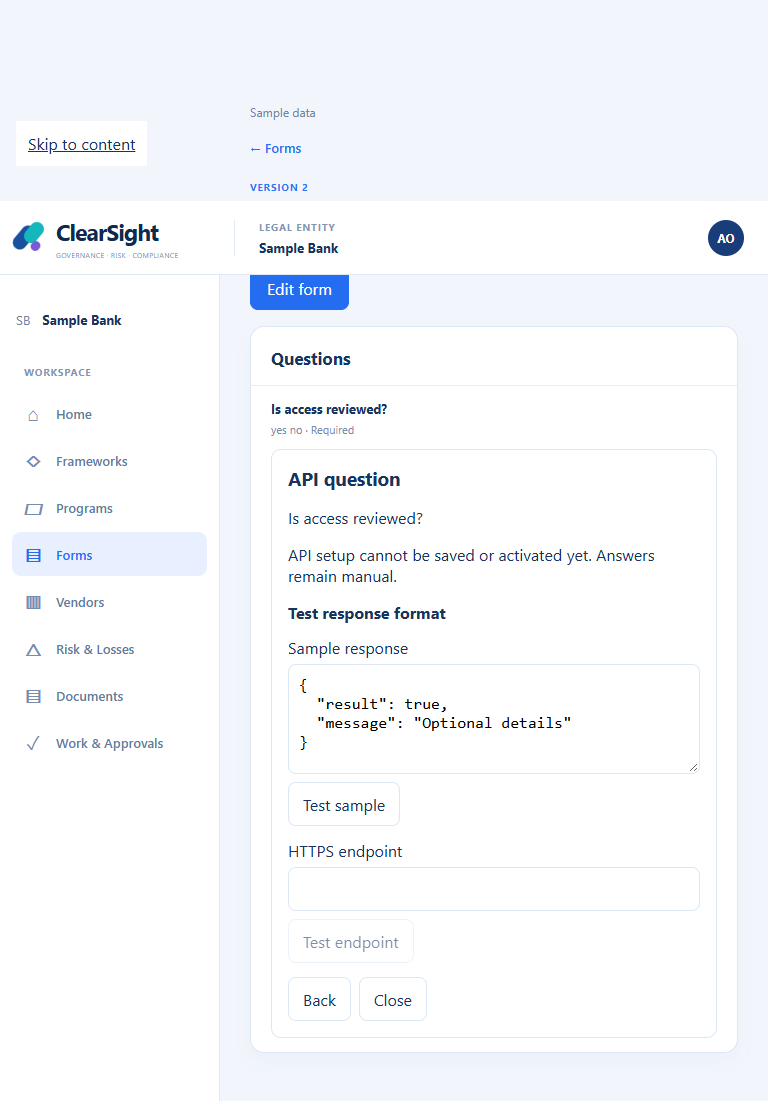 Sample data
Skip to content
← Forms
VERSION 2
ClearSight
GOVERNANCE · RISK · COMPLIANCE
LEGAL ENTITY
Sample Bank
AO
SB Sample Bank
WORKSPACE
Home
Frameworks
Programs
Forms
Vendors
Risk & Losses
Documents
Work & Approvals
Edit form
Questions
Is access reviewed?
yes no · Required
API question
Is access reviewed?
API setup cannot be saved or activated yet. Answers
remain manual.
Test response format
Sample response
{
"result": true,
"message": "Optional details"
}
Test sample
HTTPS endpoint
Test endpoint
Back
Close